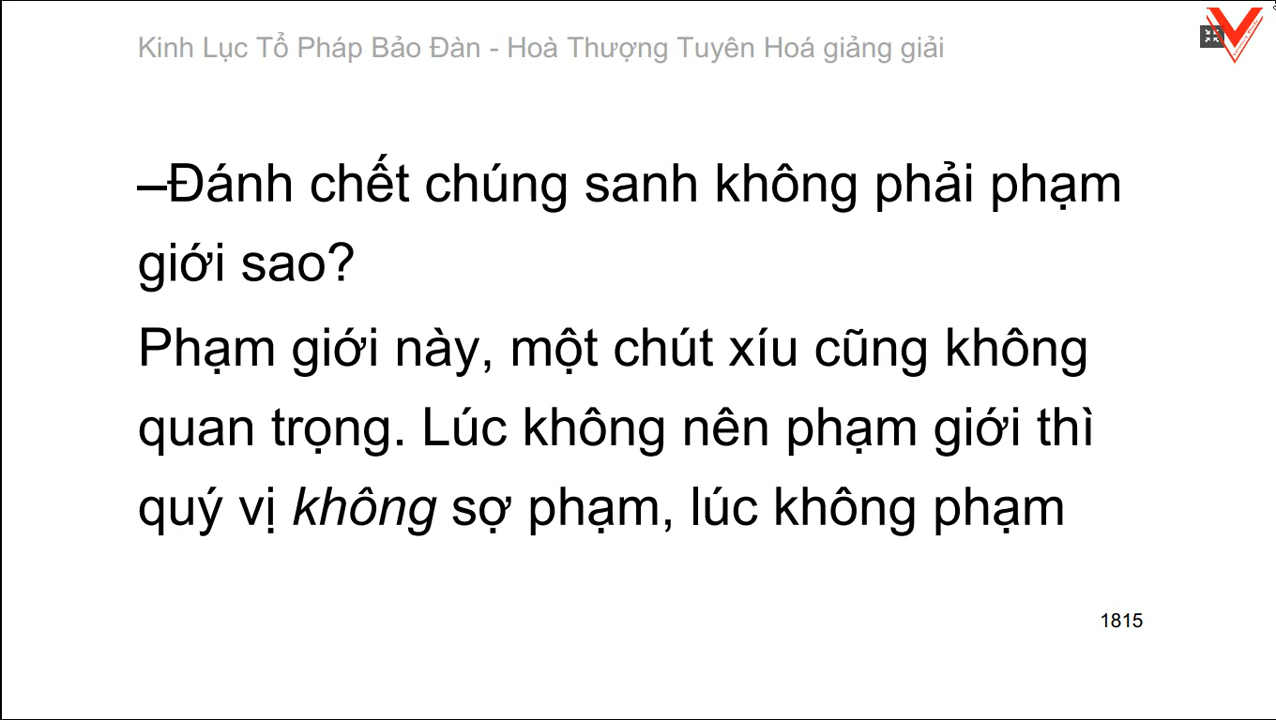 Kinh Lục Tổ Pháp Bảo Đàn - Hoà Thượng Tuyên Hoá giảng giải
–Đánh chết chúng sanh không phải phạm
giới sao?
Phạm giới này, một chút xíu cũng không
quan trọng. Lúc không nên phạm giới thì
quý vị không sợ phạm, lúc không phạm
1815